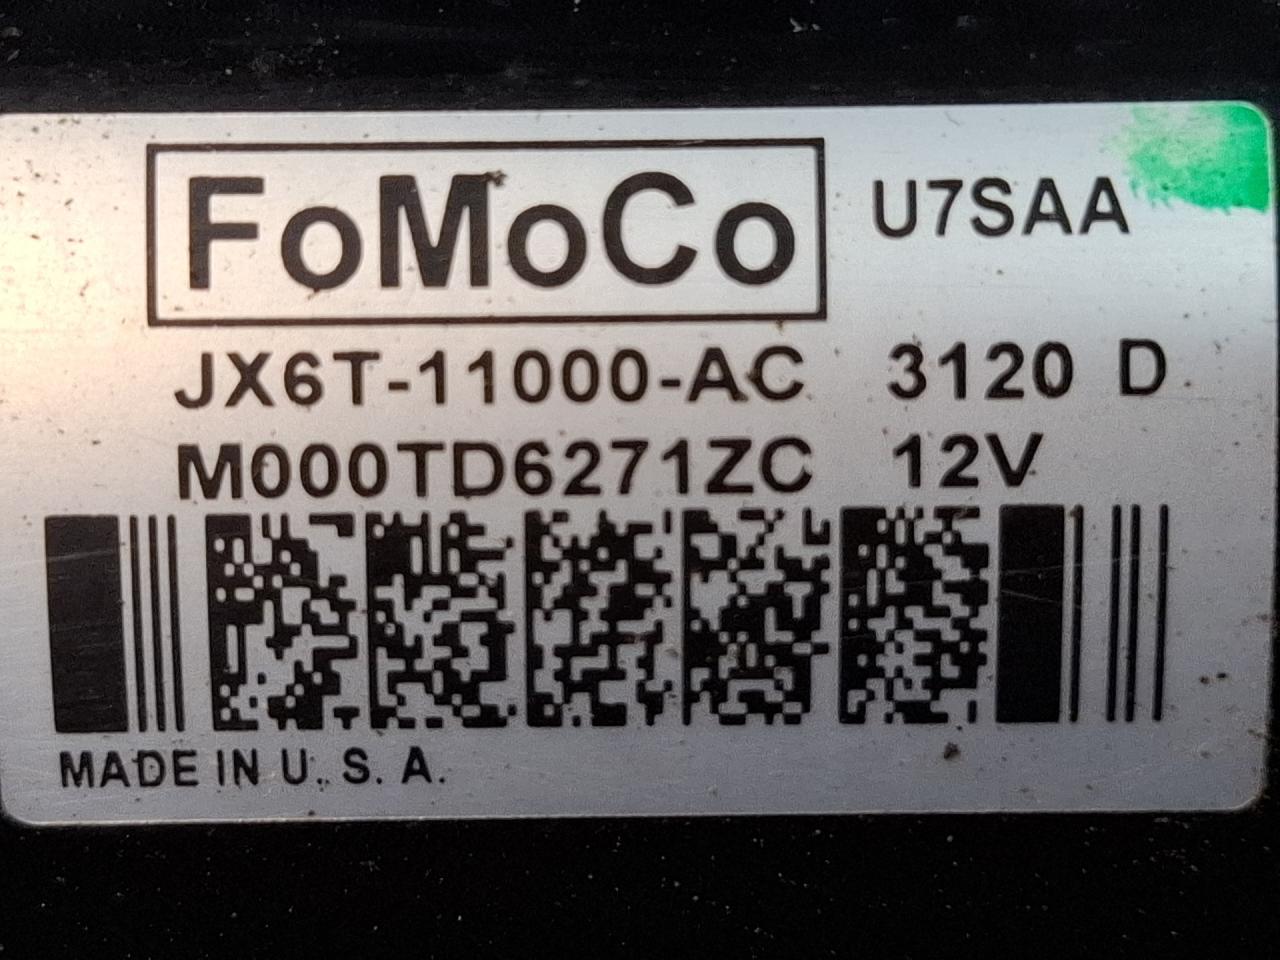 FoMoCo U7SAA
JX6T-11000-AC 3120 D
M000TD6271ZC 12V
MADE IN U. S. A.